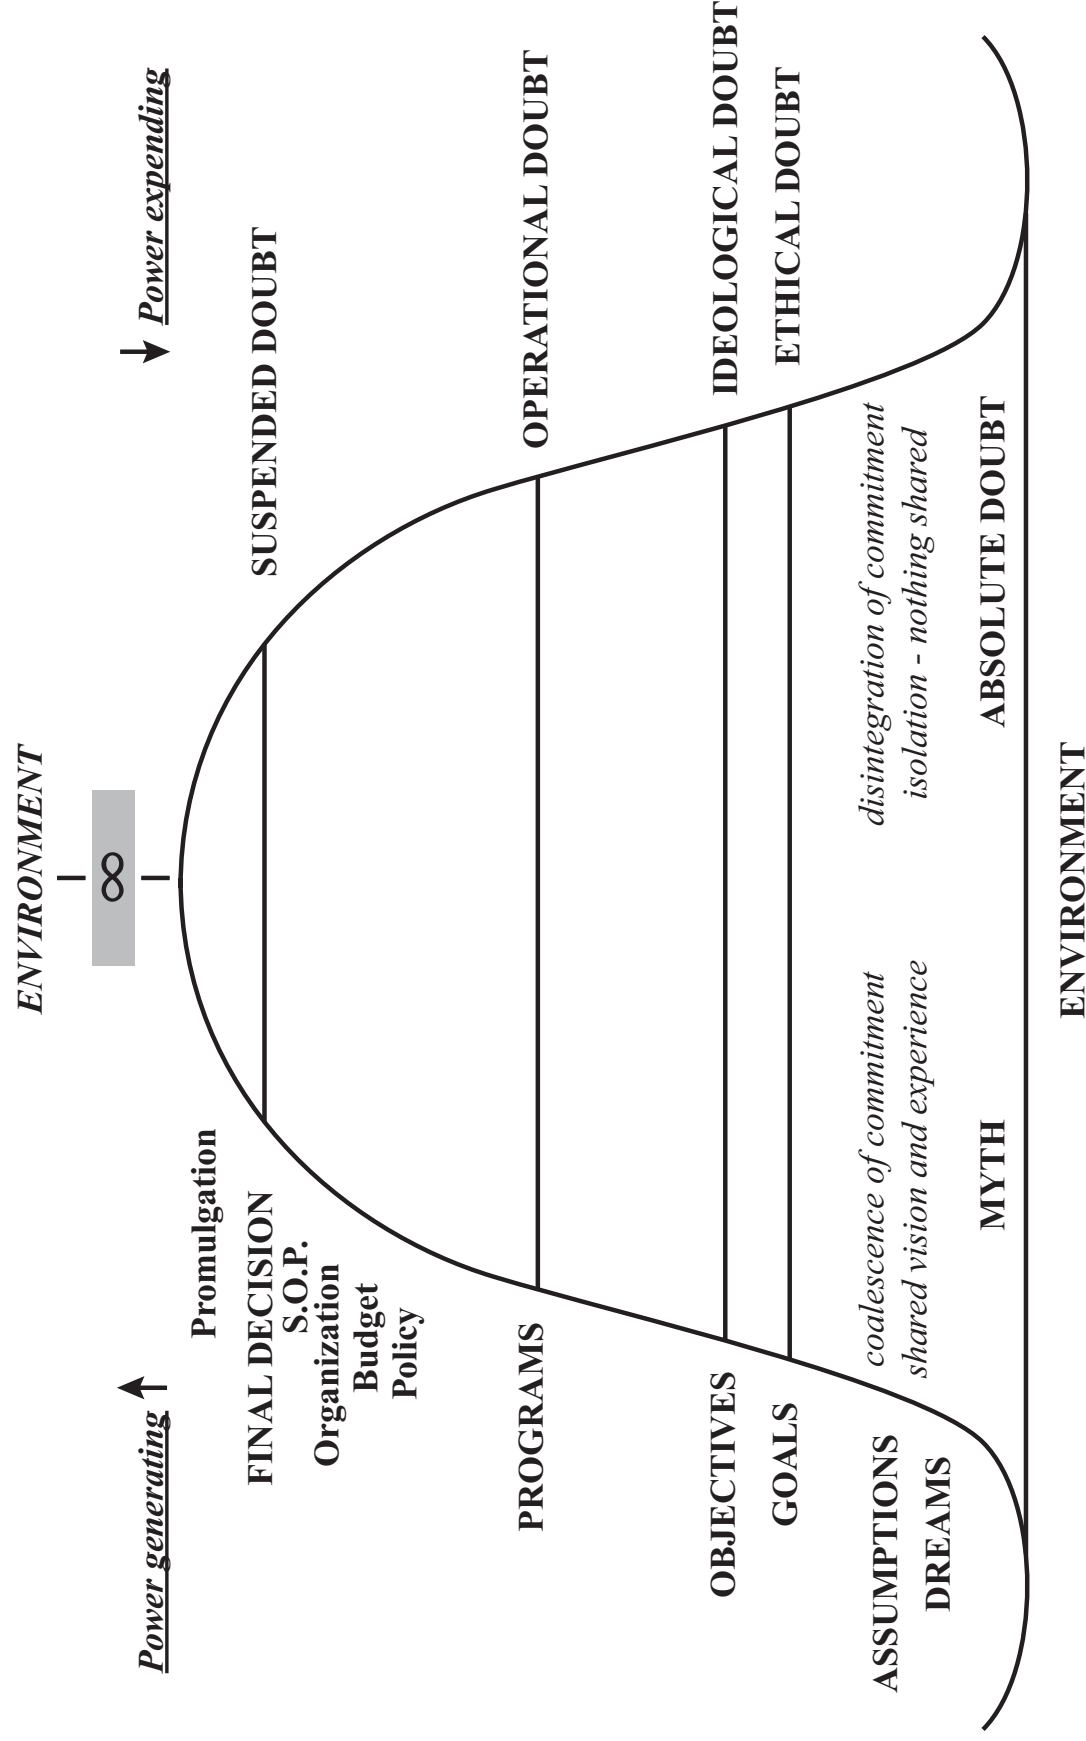 ENVIRONMENT
∞
Power generating
Power expending
Promulgation
FINAL DECISION
SUSPENDED DOUBT
S.O.P.
Organization
Budget
Policy
PROGRAMS
OPERATIONAL DOUBT
OBJECTIVES
IDEOLOGICAL DOUBT
GOALS
ETHICAL DOUBT
ASSUMPTIONS
DREAMS
coalescence of commitment
shared vision and experience
disintegration of commitment
isolation - nothing shared
MYTH
ABSOLUTE DOUBT
ENVIRONMENT